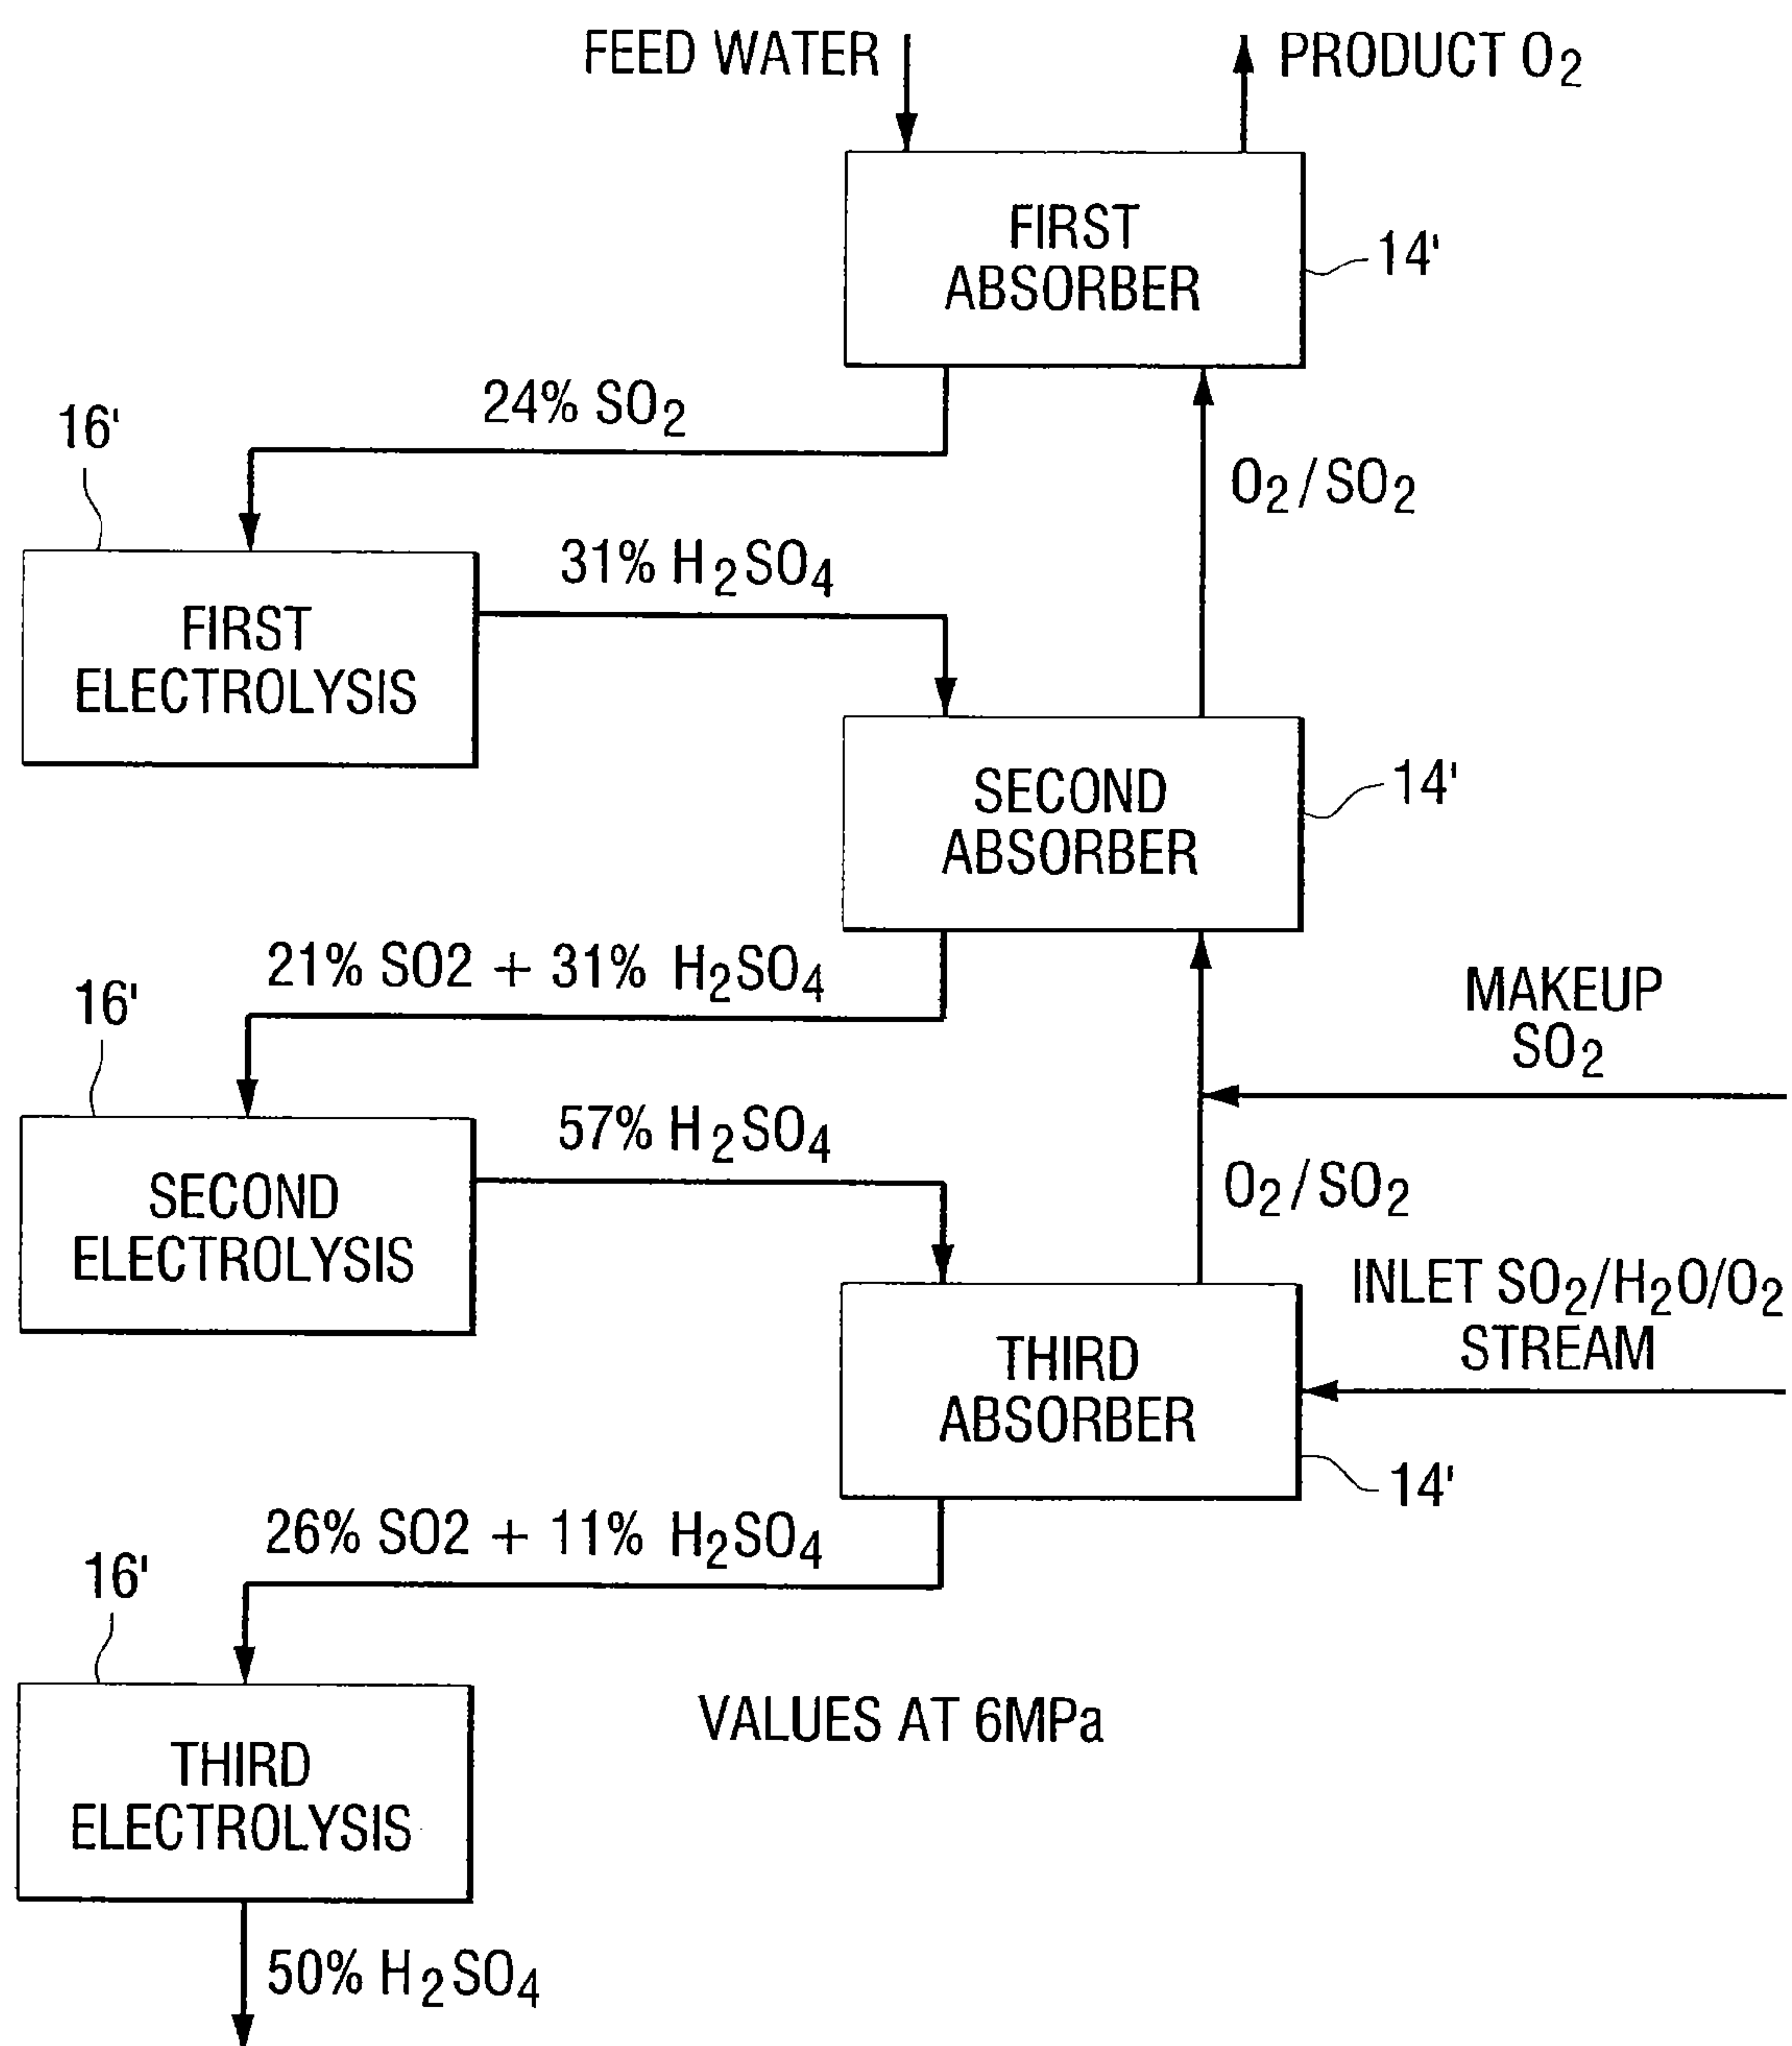 FEED WATER
PRODUCT O2
FIRST
ABSORBER
14'
24% SO2
16'
O2/SO2
31% H2SO4
FIRST
ELECTROLYSIS
SECOND
ABSORBER
14'
21% SO2 + 31% H2SO4
16'
MAKEUP
SO2
57% H2SO4
SECOND
ELECTROLYSIS
O2/SO2
INLET SO2/H2O/O2
STREAM
THIRD
ABSORBER
14'
26% SO2 + 11% H2SO4
16'
VALUES AT 6MPa
THIRD
ELECTROLYSIS
50% H2SO4